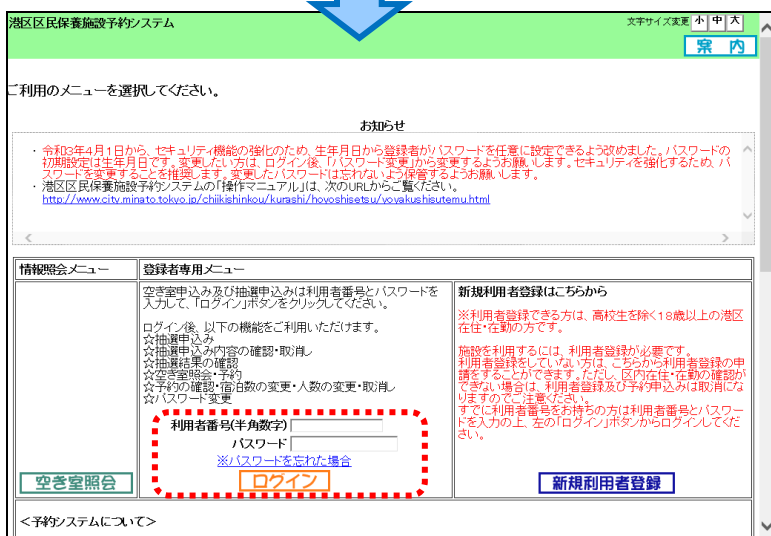 港区区民保養施設予約システム
文字サイズ変更 小 中 大
案 内
ご利用のメニューを選択してください。
お知らせ
・ 令和3年4月1日から、セキュリティ機能の強化のため、生年月日から登録者がパスワードを任意に設定できるよう改めました。パスワードの
初期設定は生年月日です。変更したい方は、ログイン後、「パスワード変更」から変更するようお願いします。セキュリティを強化するため、パ
スワードを変更することを推奨します。変更したパスワードは忘れないよう保管するようお願いします。
・ 港区区民保養施設予約システムの「操作マニュアル」は、次のURLからご覧ください。
http://www.city.minato.tokyo.jp/chiikishinkou/kurashi/hoyoshisetsu/yoyakushisutemu.html
情報照会メニュー
登録者専用メニュー
空き室申込み及び抽選申込みは利用者番号とパスワードを
入力して、「ログイン」ボタンをクリックしてください。
ログイン後、以下の機能をご利用いただけます。
☆抽選申込み
☆抽選申込み内容の確認・取消し
☆抽選結果の確認
☆空き室照会・予約
☆予約の確認・宿泊数の変更・人数の変更・取消し
☆パスワード変更
利用者番号(半角数字)
パスワード
※パスワードを忘れた場合
ログイン
空き室照会
新規利用者登録はこちらから
※利用者登録できる方は、高校生を除く18歳以上の港区
在住・在勤の方です。
施設を利用するには、利用者登録が必要です。
利用者登録をしていない方は、こちらから利用者登録の申
請をすることができます。ただし、区内在住・在勤の確認が
できない場合は、利用者登録及び予約申込みは取消にな
りますのでご注意ください。
すでに利用者番号をお持ちの方は利用者番号とパスワー
ドを入力の上、左の「ログイン」ボタンからログインしてくだ
さい。
新規利用者登録
＜予約システムについて＞